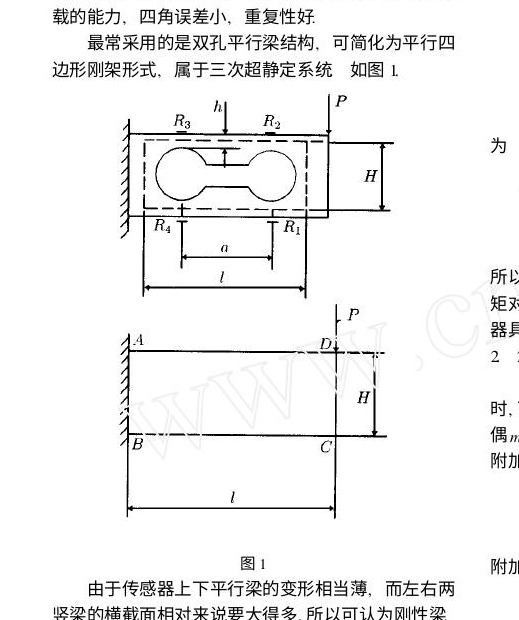 载的能力, 四角误差小, 重复性好.
最常采用的是双孔平行梁结构, 可简化为平行四
边形刚架形式, 属于三次超静定系统 如图 1.
h
P
R3
R2
H
R4
R1
a
l
P
A
D
H
B
C
l
图 1
由于传感器上下平行梁的变形相当薄, 而左右两
竖梁的横截面相对来说要大得多, 所以可认为刚性梁
为
所以
矩对
器具
2
时,
偶m
附加
附加
www.c